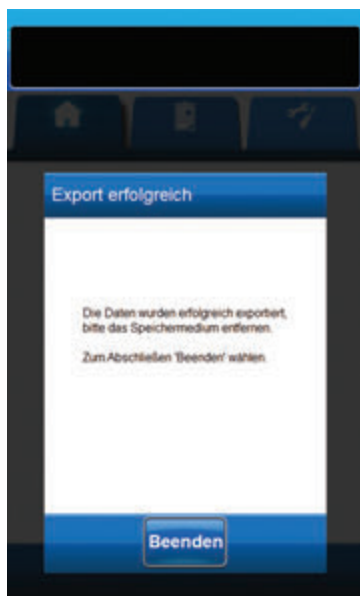 Export erfolgreich
Die Daten wurden erfolgreich exportiert,
bitte das Speichermedium entfernen.
Zum Abschließen 'Beenden' wählen.
Beenden